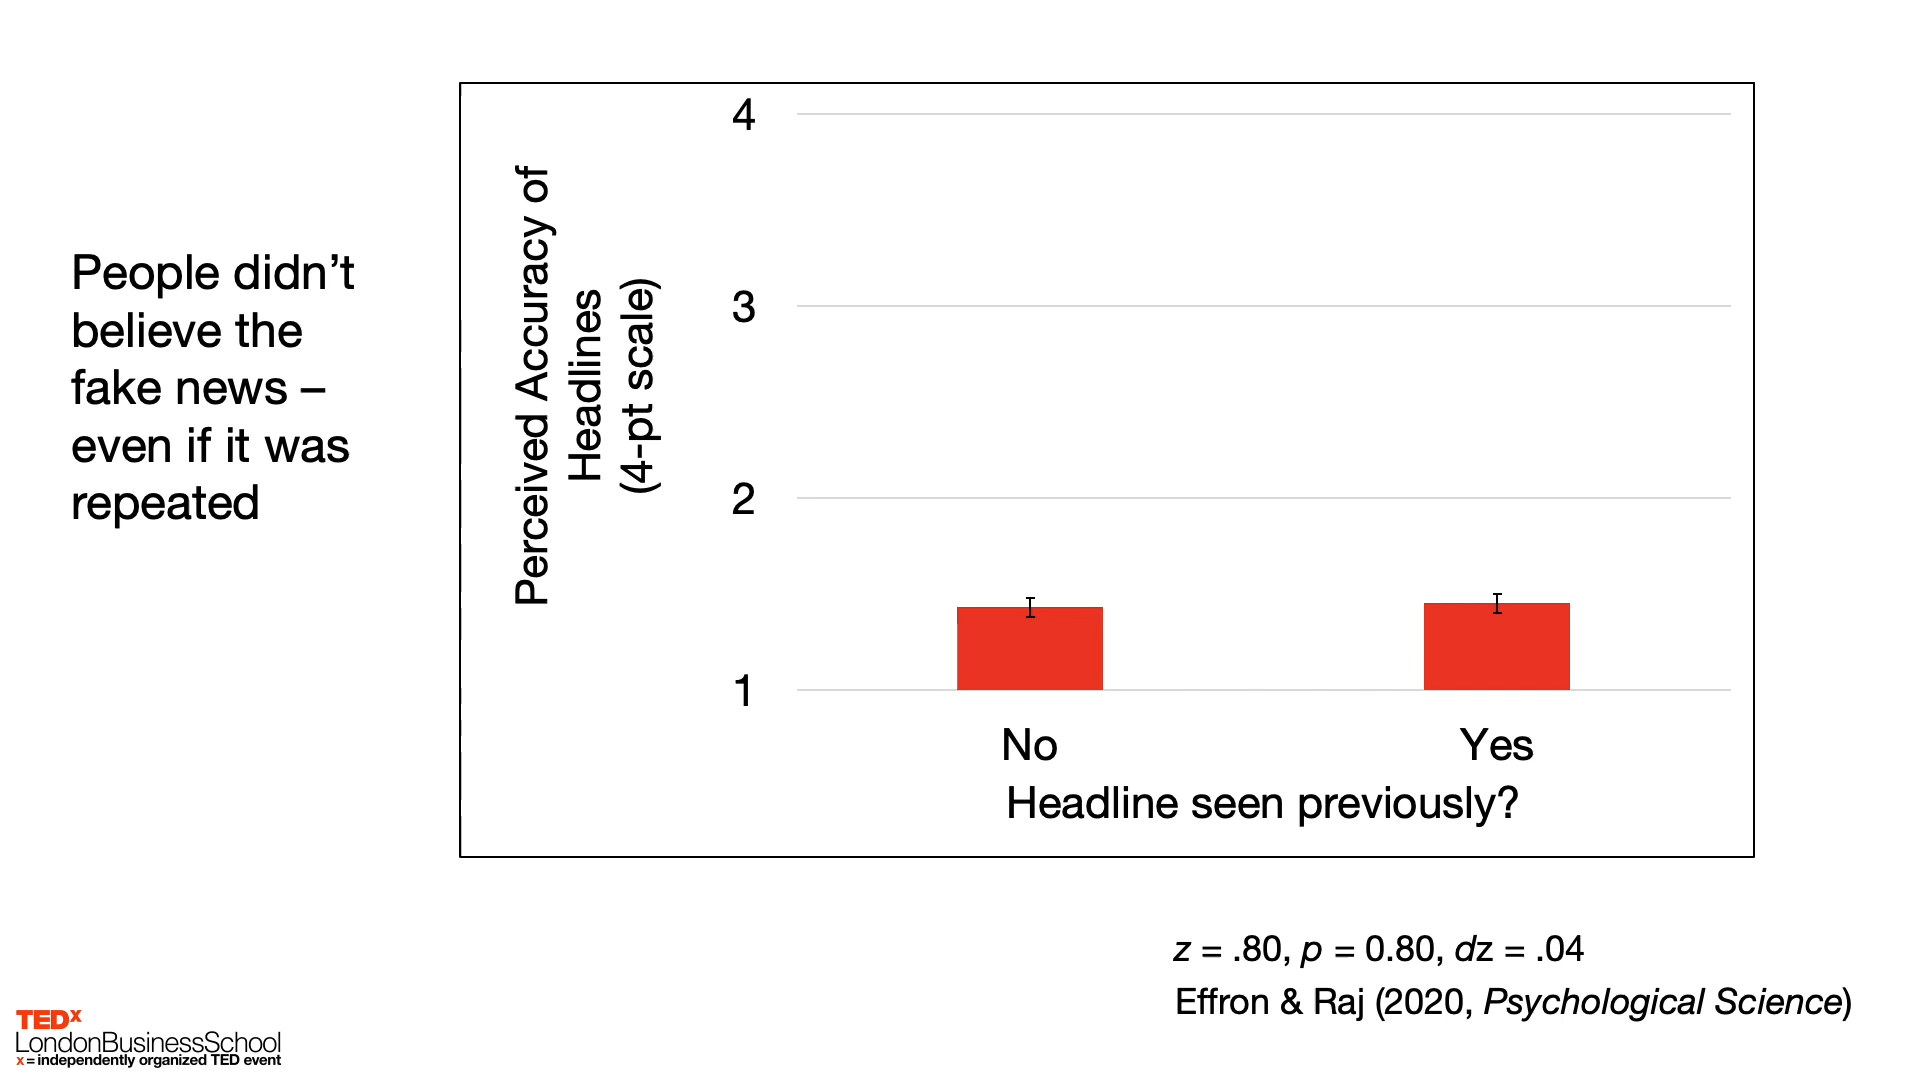 People didn’t
believe the
fake news –
even if it was
repeated
Perceived Accuracy of
Headlines
(4-pt scale)
4
3
2
1
No
Yes
Headline seen previously?
z = .80, p = 0.80, dz = .04
Effron & Raj (2020, Psychological Science)
TEDx
LondonBusinessSchool
x = independently organized TED event